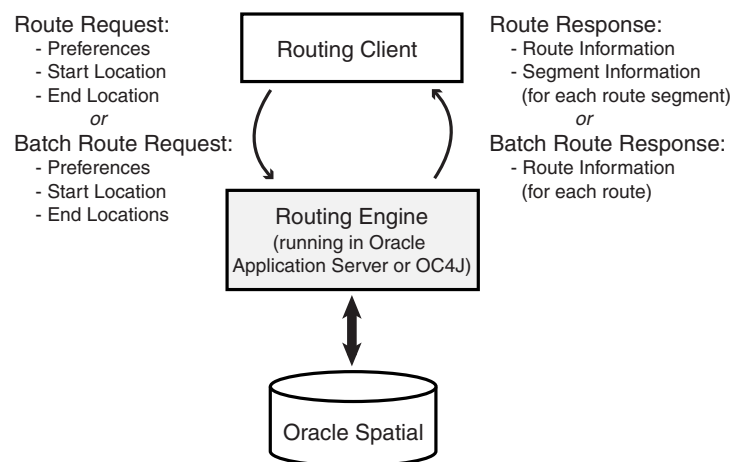 Route Request:
- Preferences
- Start Location
- End Location
or
Batch Route Request:
- Preferences
- Start Location
- End Locations
Routing Client
Route Response:
- Route Information
- Segment Information
(for each route segment)
or
Batch Route Response:
- Route Information
(for each route)
Routing Engine
(running in Oracle
Application Server or OC4J)
Oracle Spatial